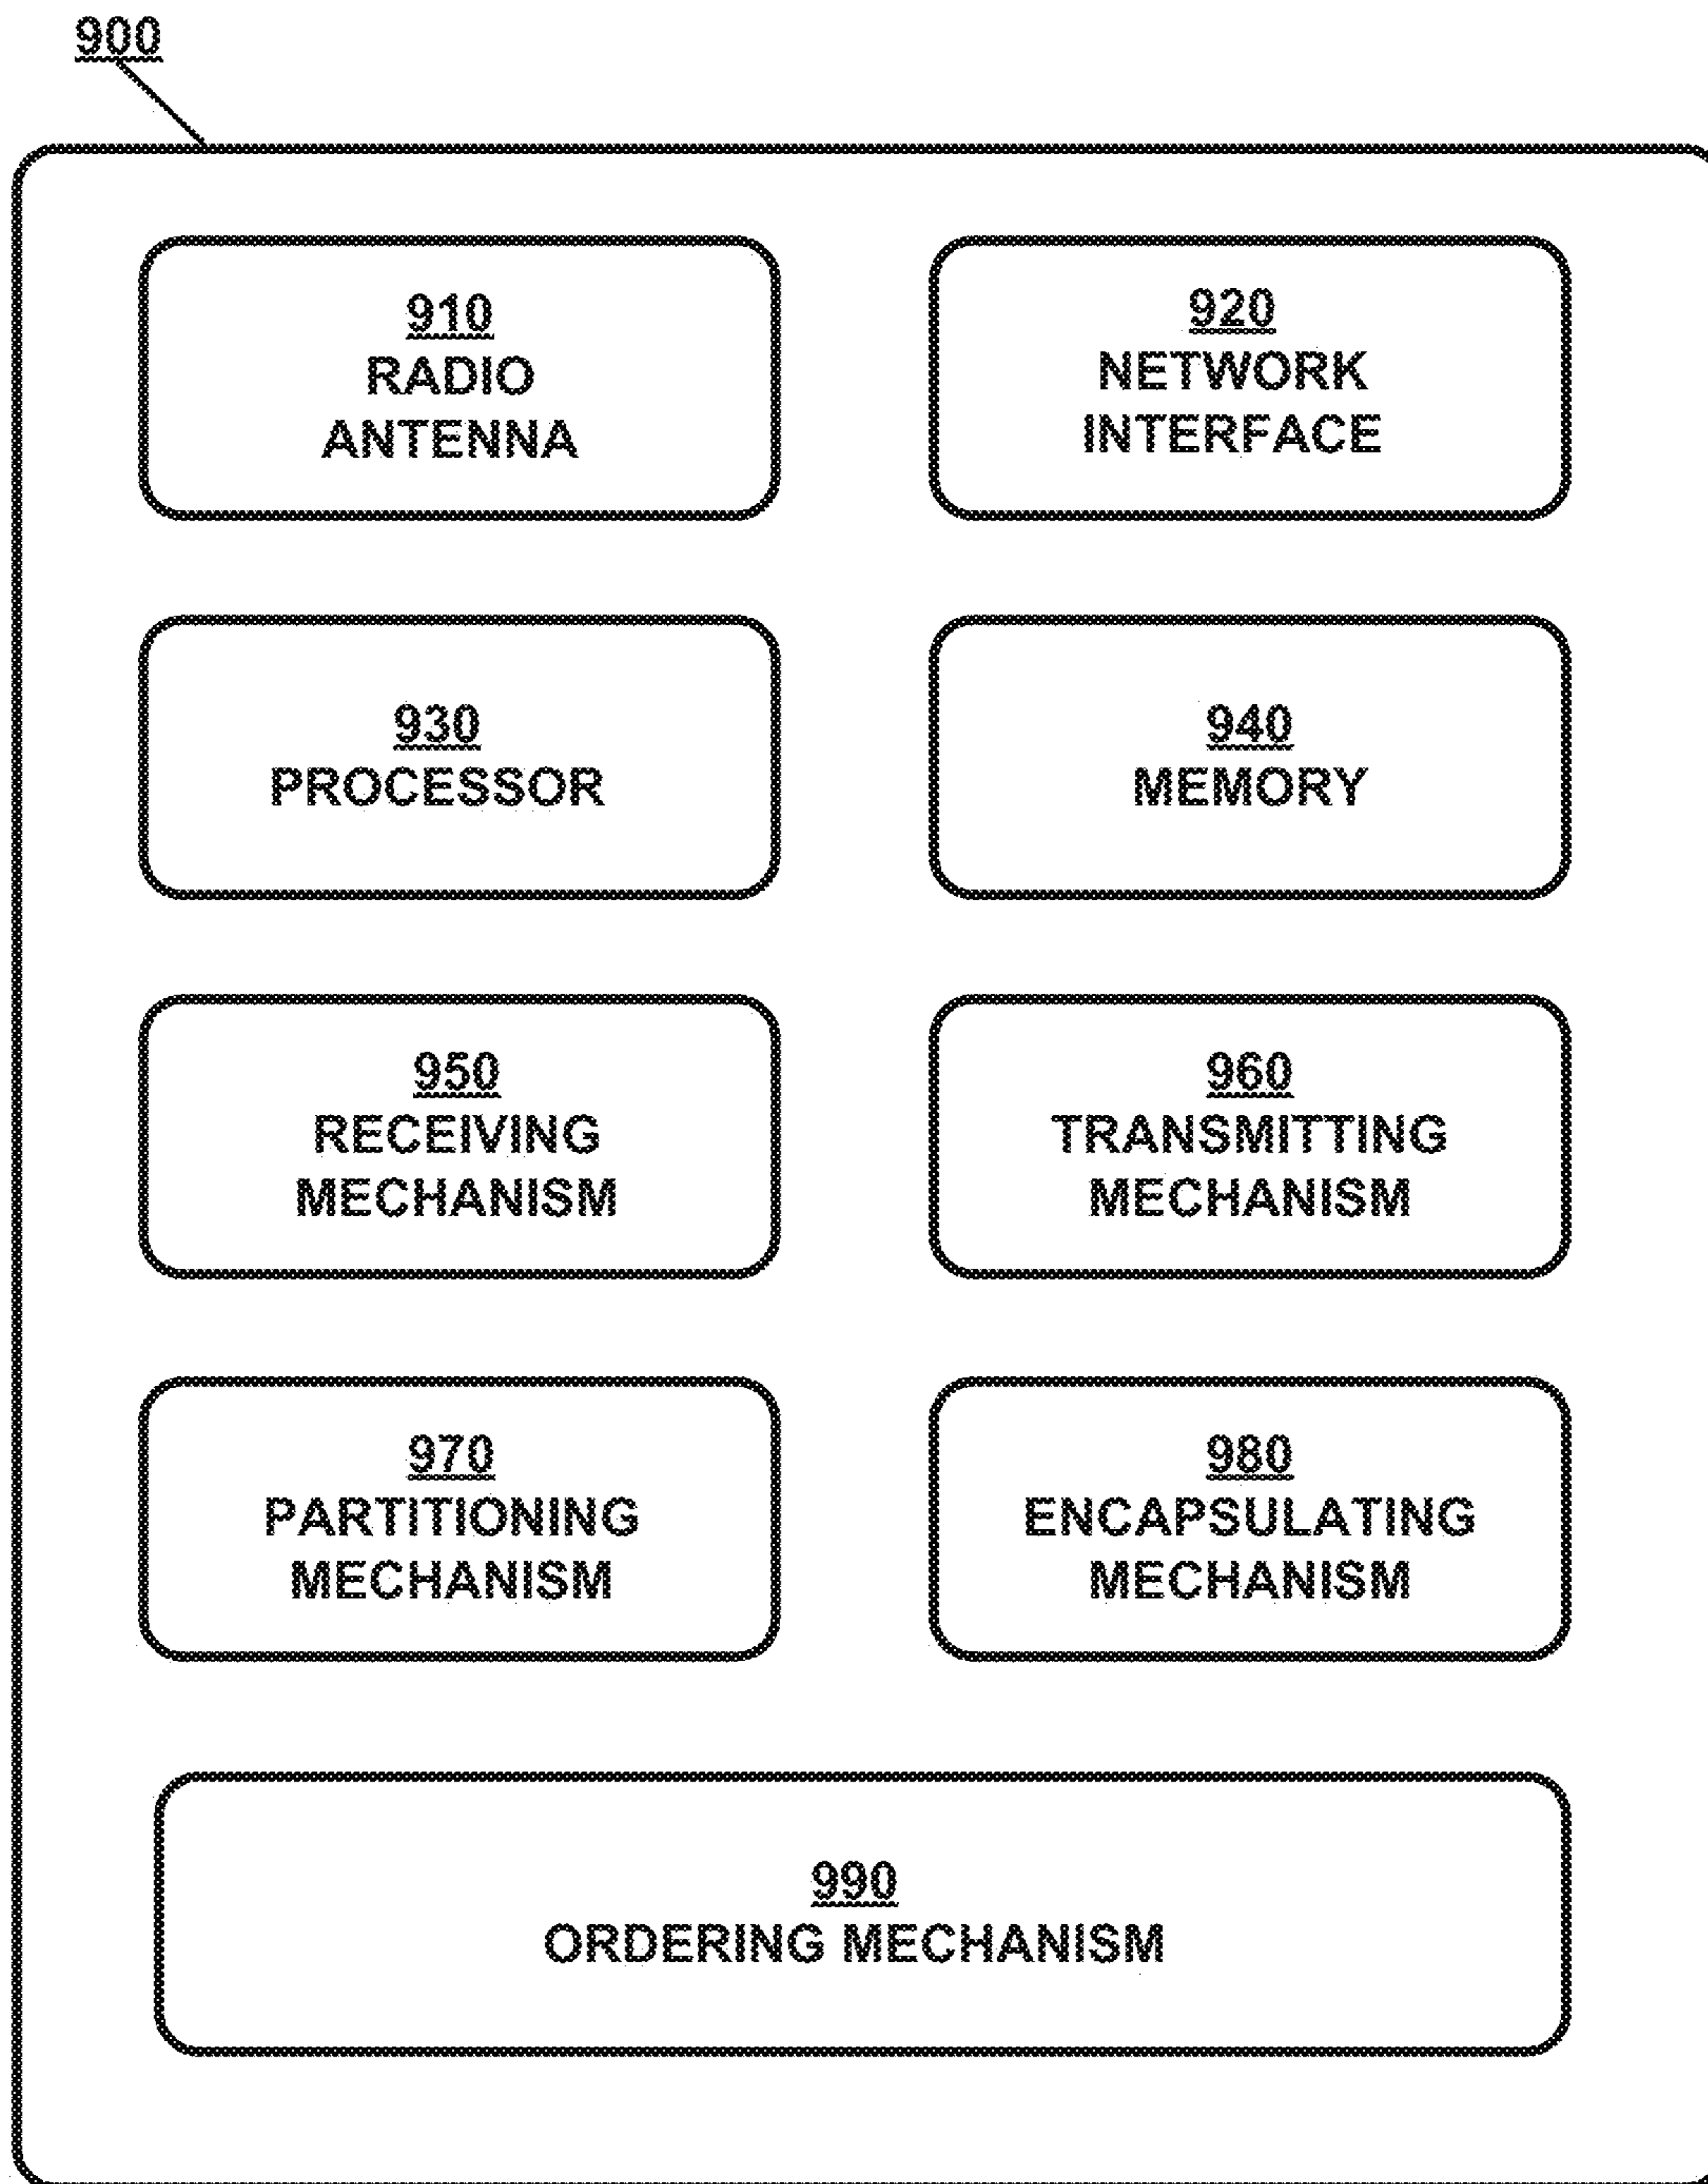 900
910
RADIO
ANTENNA
920
NETWORK
INTERFACE
930
PROCESSOR
940
MEMORY
950
RECEIVING
MECHANISM
960
TRANSMITTING
MECHANISM
970
PARTITIONING
MECHANISM
980
ENCAPSULATING
MECHANISM
990
ORDERING MECHANISM